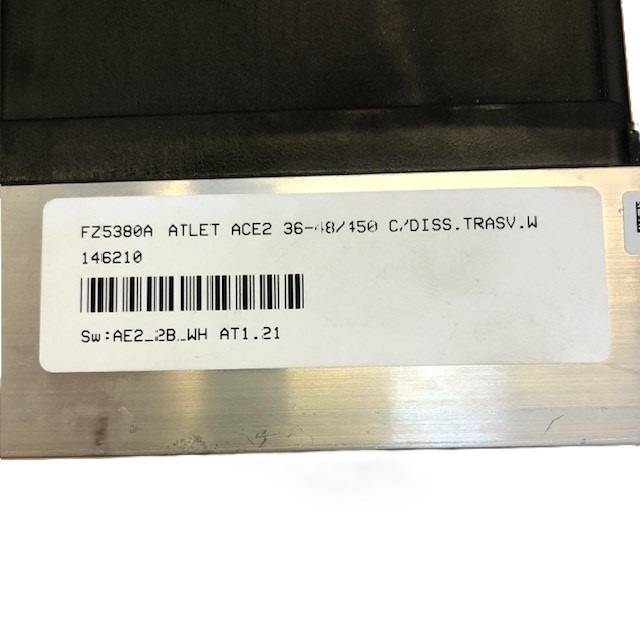 FZ5380A ATLET ACE2 36-48/450 C/DISS.TRASV.W
146210
Sw:AE2_2B_WH AT1.21